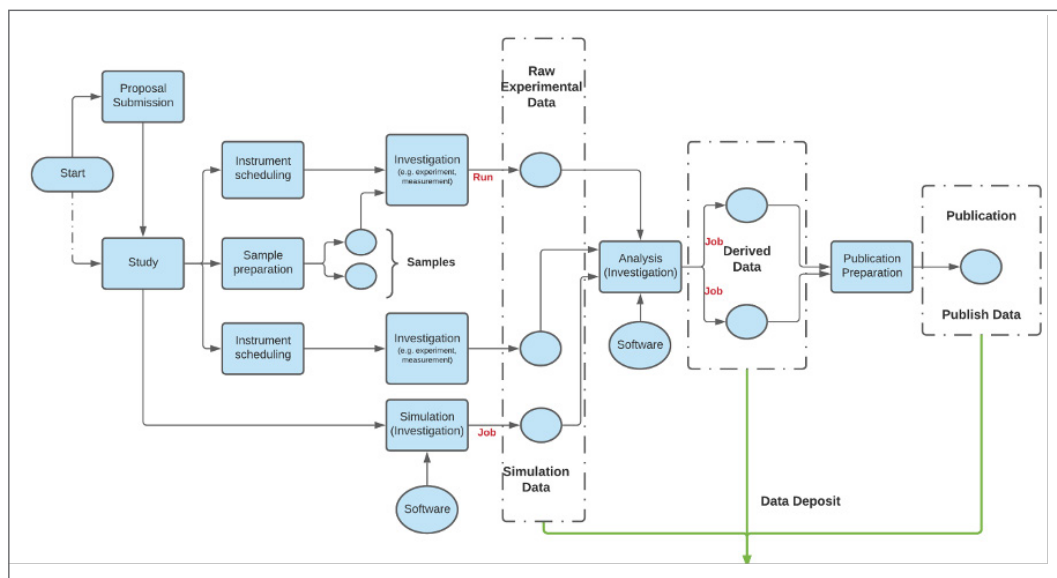 Proposal
Submission
Start
Study
Instrument
scheduling
Sample
preparation
Instrument
scheduling
Investigation
(e.g. experiment,
measurement)
Run
Samples
Investigation
(e.g. experiment,
measurement)
Simulation
(Investigation)
Job
Software
Raw
Experimental
Data
Simulation
Data
Analysis
(Investigation)
Software
Job
Job
Derived
Data
Publication
Preparation
Publication
Publish Data
Data Deposit